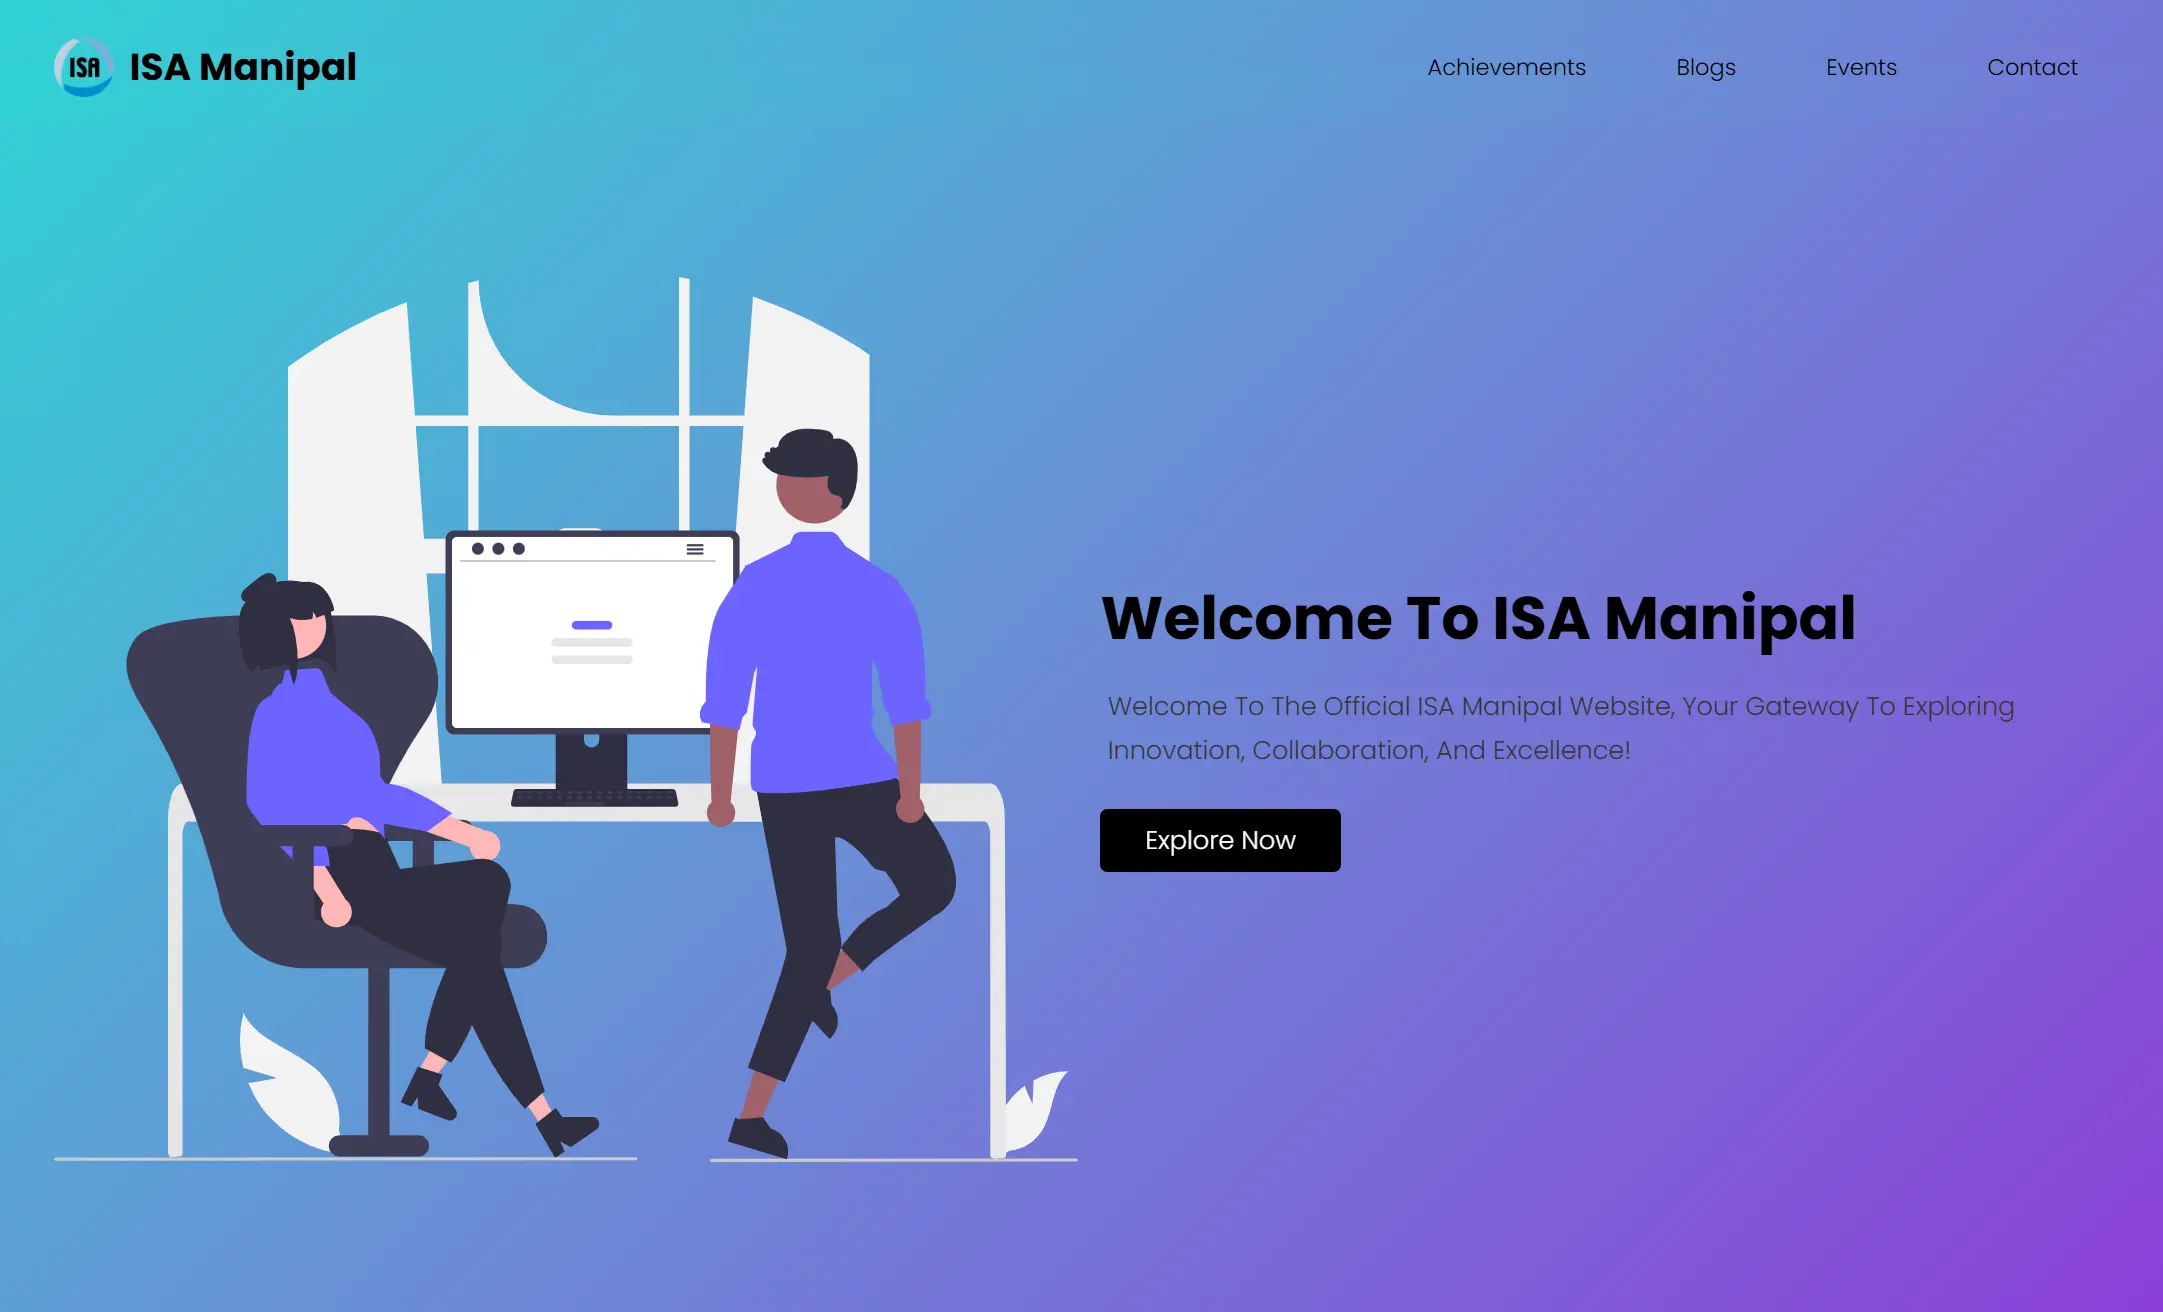 ISA
ISA Manipal
Achievements
Blogs
Events
Contact
Welcome To ISA Manipal
Welcome To The Official ISA Manipal Website, Your Gateway To Exploring
Innovation, Collaboration, And Excellence!
Explore Now